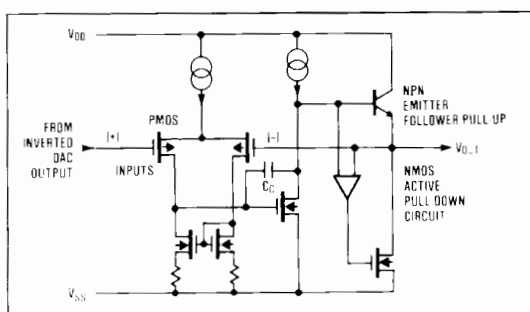 VDD
NPN
EMITTER
FOLLOWER PULL-UP
FROM
INVERTED
DAC
OUTPUT
(+)
PMOS
INPUTS
(−)
VOUT
CC
NMOS
ACTIVE
PULL DOWN
CIRCUIT
VSS